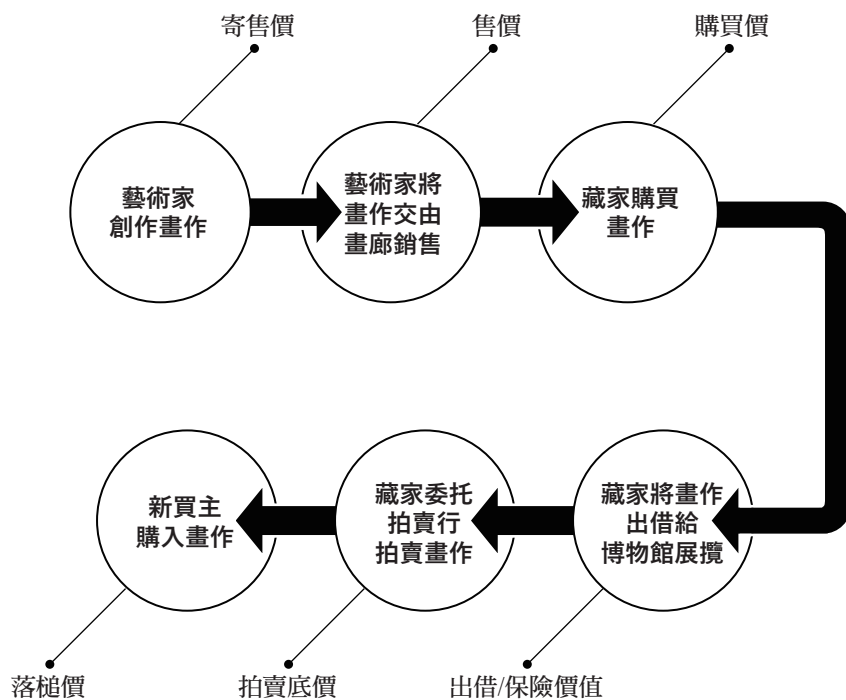 寄售價
售價
購買價
藝術家
創作畫作
藝術家將
畫作交由
畫廊銷售
藏家購買
畫作
藏家將畫作
出借給
博物館展攬
藏家委托
拍賣行
拍賣畫作
新買主
購入畫作
落槌價
拍賣底價
出借/保險價值